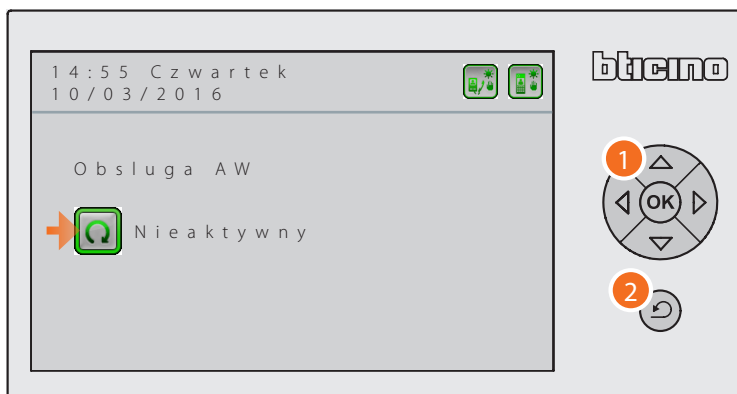 14:55 Czwartek
10/03/2016
bticino
Obsluga AW
Nieaktywny
1
OK
2